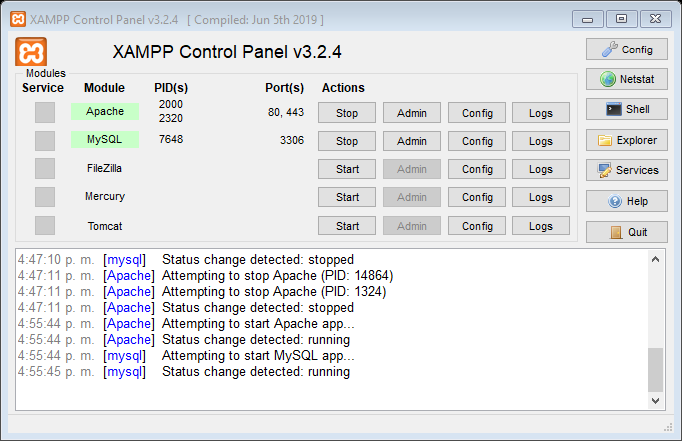 XAMPP Control Panel v3.2.4 [ Compiled: Jun 5th 2019 ]
XAMPP Control Panel v3.2.4
Config
Modules
Service Module PID(s) Port(s) Actions
Netstat
Apache 2000 2320 80, 443 Stop Admin Config Logs
Shell
MySQL 7648 3306 Stop Admin Config Logs
Explorer
FileZilla Start Admin Config Logs
Services
Mercury Start Admin Config Logs
Help
Tomcat Start Admin Config Logs
Quit
4:47:10 p. m. [mysql] Status change detected: stopped
4:47:11 p. m. [Apache] Attempting to stop Apache (PID: 14864)
4:47:11 p. m. [Apache] Attempting to stop Apache (PID: 1324)
4:47:11 p. m. [Apache] Status change detected: stopped
4:55:44 p. m. [Apache] Attempting to start Apache app...
4:55:44 p. m. [Apache] Status change detected: running
4:55:44 p. m. [mysql] Attempting to start MySQL app...
4:55:45 p. m. [mysql] Status change detected: running